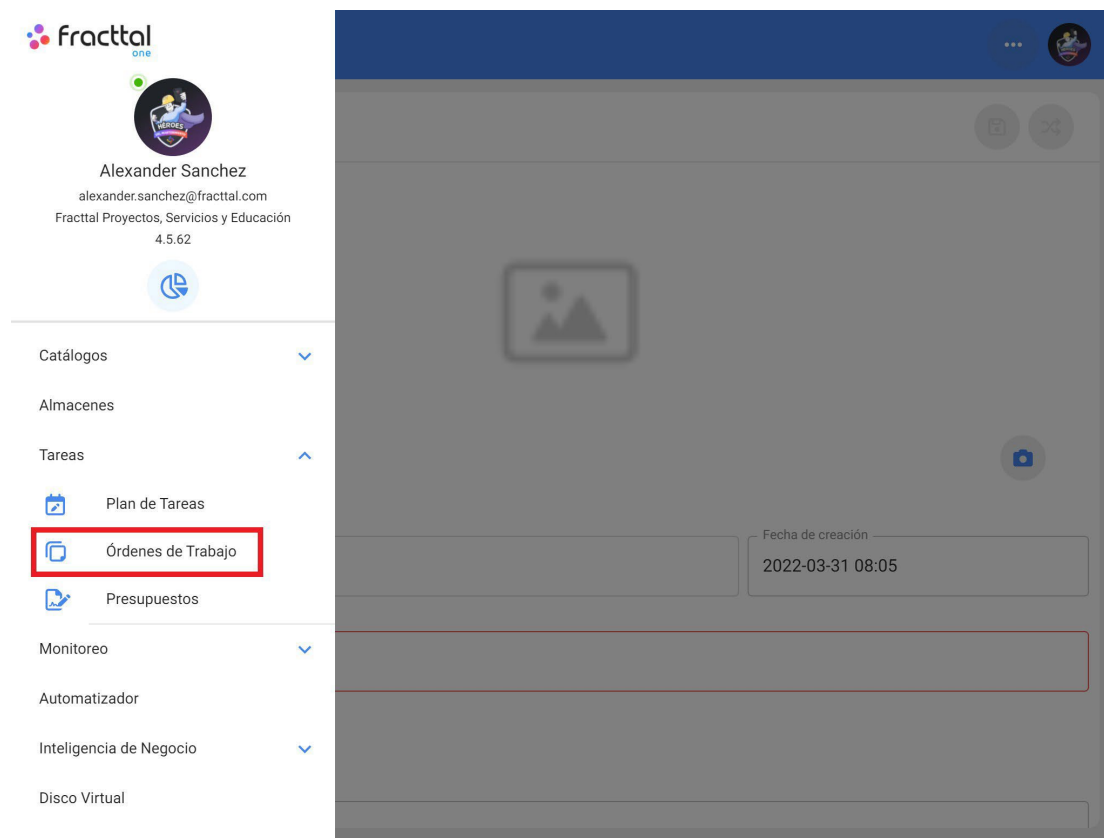 fracttal
one
HÉROES
Alexander Sanchez
alexander.sanchez@fracttal.com
Fracttal Proyectos, Servicios y Educación
4.5.62
Catálogos
Almacenes
Tareas
Plan de Tareas
Órdenes de Trabajo
Presupuestos
Monitoreo
Automatizador
Inteligencia de Negocio
Disco Virtual
Fecha de creación
2022-03-31 08:05